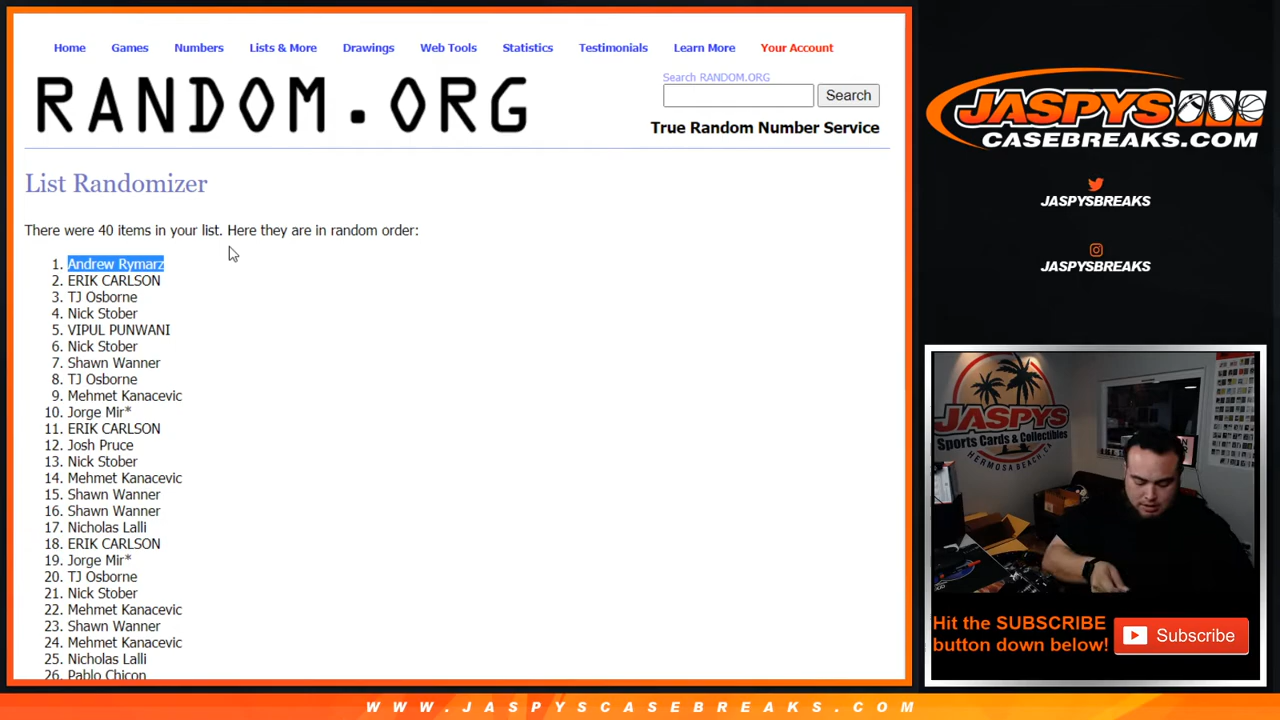 Home Games Numbers Lists & More Drawings Web Tools Statistics Testimonials Learn More Your Account
RANDOM.ORG
Search RANDOM.ORG
Search
True Random Number Service
List Randomizer
There were 40 items in your list. Here they are in random order:
1. Andrew Rymarz
2. ERIK CARLSON
3. TJ Osborne
4. Nick Stober
5. VIPUL PUNWANI
6. Nick Stober
7. Shawn Wanner
8. TJ Osborne
9. Mehmet Kanacevic
10. Jorge Mir*
11. ERIK CARLSON
12. Josh Pruce
13. Nick Stober
14. Mehmet Kanacevic
15. Shawn Wanner
16. Shawn Wanner
17. Nicholas Lalli
18. ERIK CARLSON
19. Jorge Mir*
20. TJ Osborne
21. Nick Stober
22. Mehmet Kanacevic
23. Shawn Wanner
24. Mehmet Kanacevic
25. Nicholas Lalli
26. Pablo Chicon
JASPYS
CASEBREAKS.COM
JASPYSBREAKS
JASPYSBREAKS
JASPYS
Sports Cards & Collectibles
HERMOSA BEACH, CA
Hit the SUBSCRIBE
button down below!
Subscribe
WWW.JASPYSCASEBREAKS.COM